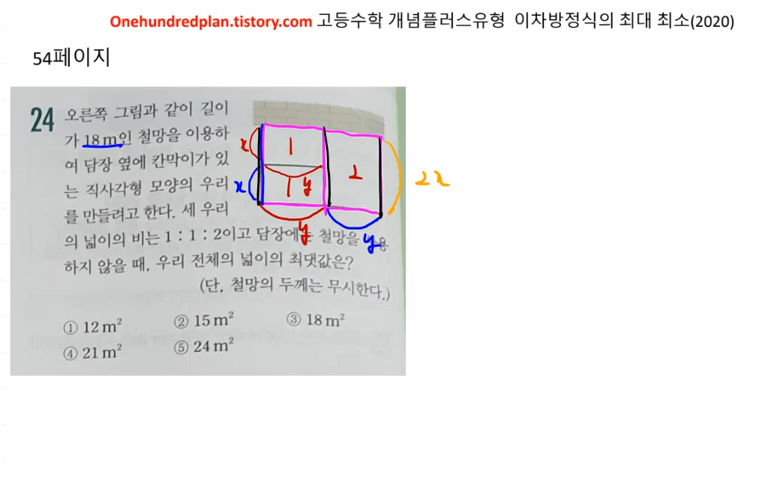 Onehundredplan.tistory.com 고등수학 개념플러스유형 이차방정식의 최대 최소(2020)
54페이지
24 오른쪽 그림과 같이 길이
가 18 m인 철망을 이용하
여 담장 옆에 칸막이가 있
는 직사각형 모양의 우리
를 만들려고 한다. 세 우리
의 넓이의 비는 1 : 1 : 2이고 담장에는 철망을 사용
하지 않을 때, 우리 전체의 넓이의 최댓값은?
(단, 철망의 두께는 무시한다.)
① 12 m² ② 15 m² ③ 18 m²
④ 21 m² ⑤ 24 m²
x 1
x 1 y 2 2x
y y